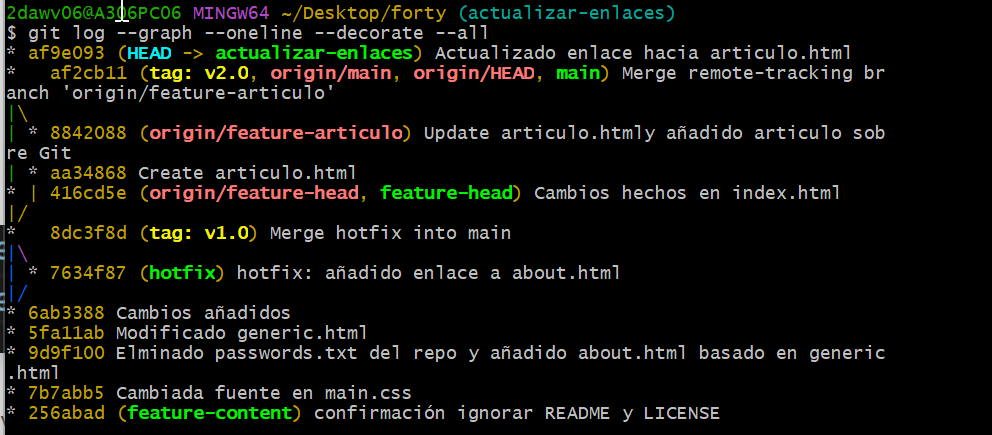 2dawv06@A306PC06 MINGW64 ~/Desktop/forty (actualizar-enlaces)
$ git log --graph --oneline --decorate --all
* af9e093 (HEAD -> actualizar-enlaces) Actualizado enlace hacia articulo.html
*   af2cb11 (tag: v2.0, origin/main, origin/HEAD, main) Merge remote-tracking br
anch 'origin/feature-articulo'
|\
| * 8842088 (origin/feature-articulo) Update articulo.htmly añadido articulo sob
re Git
| * aa34868 Create articulo.html
* | 416cd5e (origin/feature-head, feature-head) Cambios hechos en index.html
|/
*   8dc3f8d (tag: v1.0) Merge hotfix into main
|\
| * 7634f87 (hotfix) hotfix: añadido enlace a about.html
|/
* 6ab3388 Cambios añadidos
* 5fa11ab Modificado generic.html
* 9d9f100 Elminado passwords.txt del repo y añadido about.html basado en generic
.html
* 7b7abb5 Cambiada fuente en main.css
* 256abad (feature-content) confirmación ignorar README y LICENSE